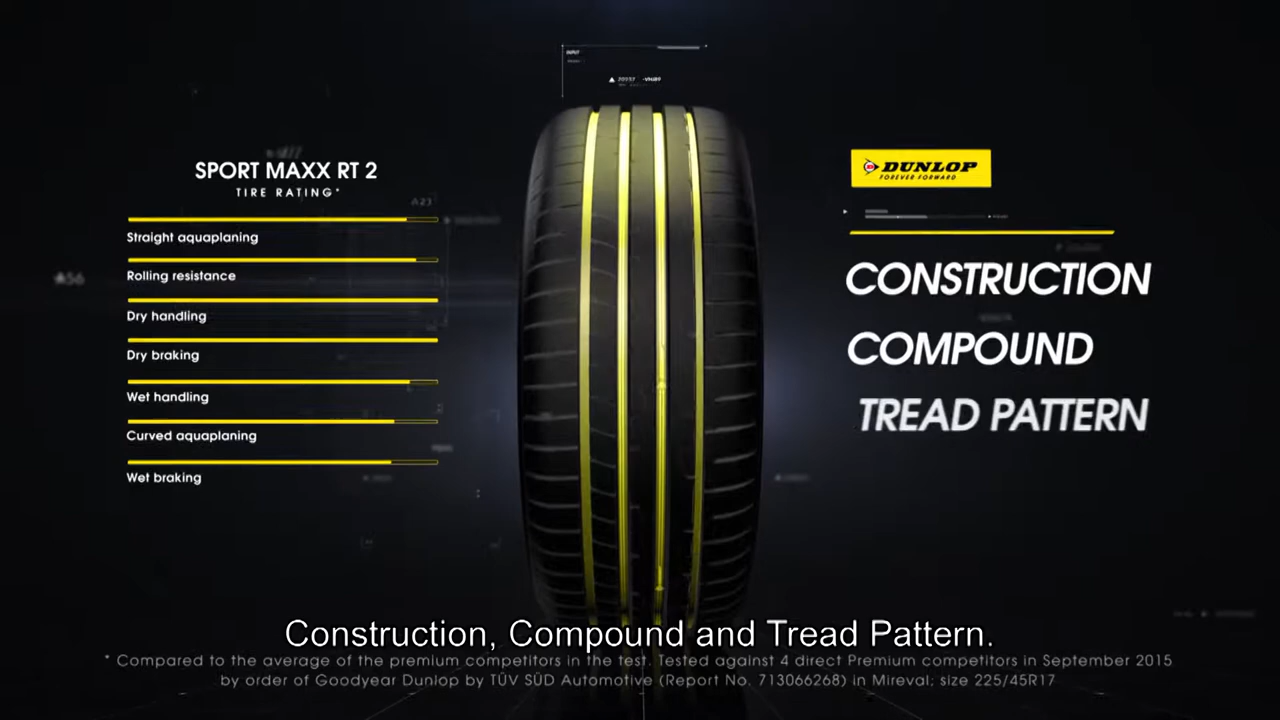 INPUT
SPORT MAXX RT 2
TIRE RATING*
A23
Straight aquaplaning
Rolling resistance
Dry handling
Dry braking
Wet handling
Curved aquaplaning
Wet braking
A56
DUNLOP
FOREVER FORWARD
CONSTRUCTION
COMPOUND
TREAD PATTERN
Construction, Compound and Tread Pattern.
* Compared to the average of the premium competitors in the test. Tested against 4 direct Premium competitors in September 2015
by order of Goodyear Dunlop by TÜV SÜD Automotive (Report No. 713066268) in Mireval; size 225/45R17